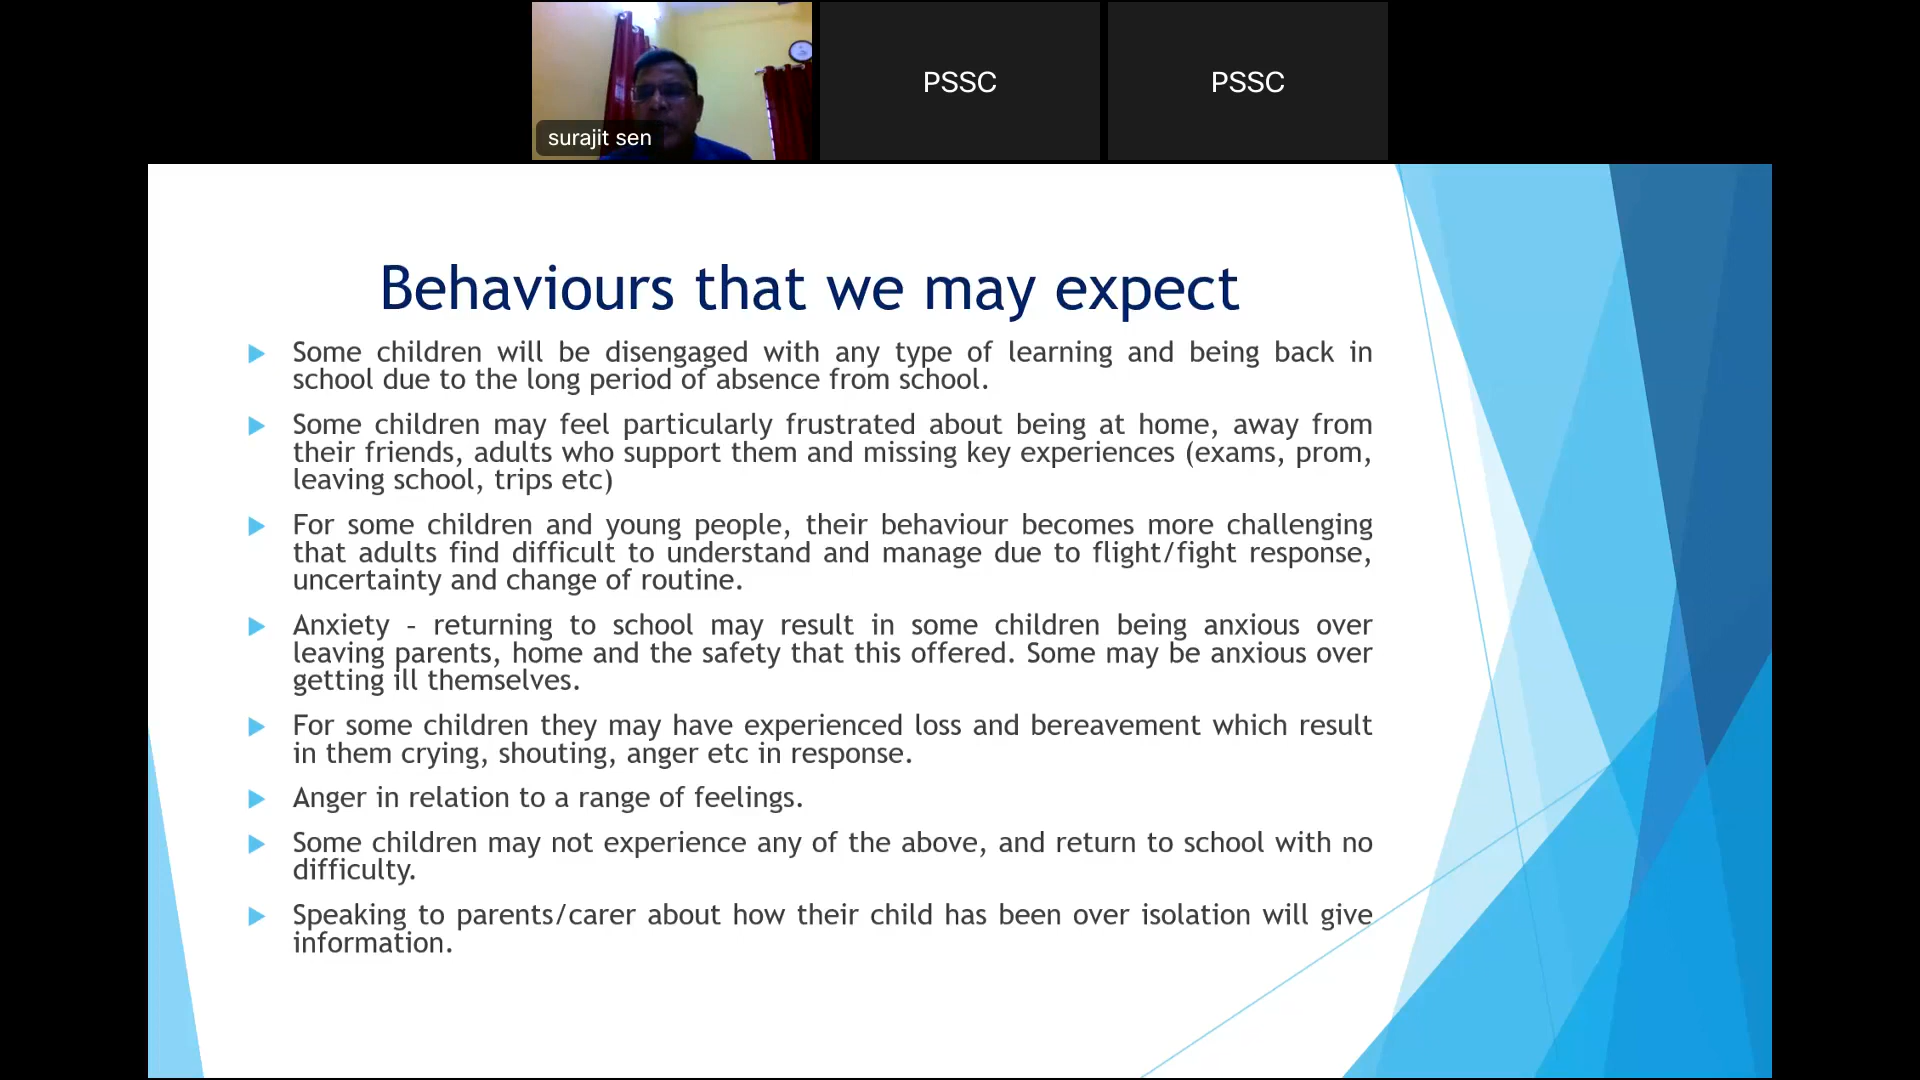 surajit sen
PSSC
PSSC
Behaviours that we may expect
Some children will be disengaged with any type of learning and being back in
school due to the long period of absence from school.
Some children may feel particularly frustrated about being at home, away from
their friends, adults who support them and missing key experiences (exams, prom,
leaving school, trips etc)
For some children and young people, their behaviour becomes more challenging
that adults find difficult to understand and manage due to flight/fight response,
uncertainty and change of routine.
Anxiety – returning to school may result in some children being anxious over
leaving parents, home and the safety that this offered. Some may be anxious over
getting ill themselves.
For some children they may have experienced loss and bereavement which result
in them crying, shouting, anger etc in response.
Anger in relation to a range of feelings.
Some children may not experience any of the above, and return to school with no
difficulty.
Speaking to parents/carer about how their child has been over isolation will give
information.